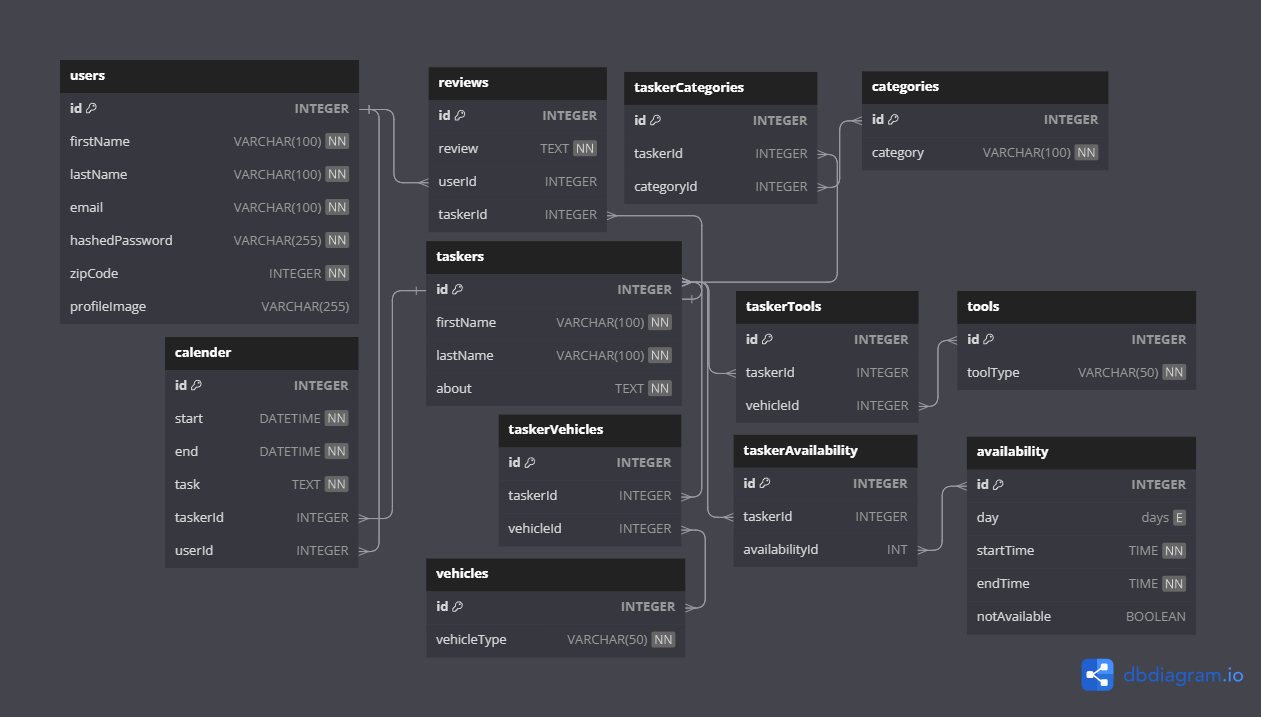 users
id INTEGER
firstName VARCHAR(100) NN
lastName VARCHAR(100) NN
email VARCHAR(100) NN
hashedPassword VARCHAR(255) NN
zipCode INTEGER NN
profileImage VARCHAR(255)
calender
id INTEGER
start DATETIME NN
end DATETIME NN
task TEXT NN
taskerId INTEGER
userId INTEGER
reviews
id INTEGER
review TEXT NN
userId INTEGER
taskerId INTEGER
taskers
id INTEGER
firstName VARCHAR(100) NN
lastName VARCHAR(100) NN
about TEXT NN
taskerVehicles
id INTEGER
taskerId INTEGER
vehicleId INTEGER
vehicles
id INTEGER
vehicleType VARCHAR(50) NN
taskerCategories
id INTEGER
taskerId INTEGER
categoryId INTEGER
categories
id INTEGER
category VARCHAR(100) NN
taskerTools
id INTEGER
taskerId INTEGER
vehicleId INTEGER
tools
id INTEGER
toolType VARCHAR(50) NN
taskerAvailability
id INTEGER
taskerId INTEGER
availabilityId INT
availability
id INTEGER
day days E
startTime TIME NN
endTime TIME NN
notAvailable BOOLEAN
dbdiagram.io